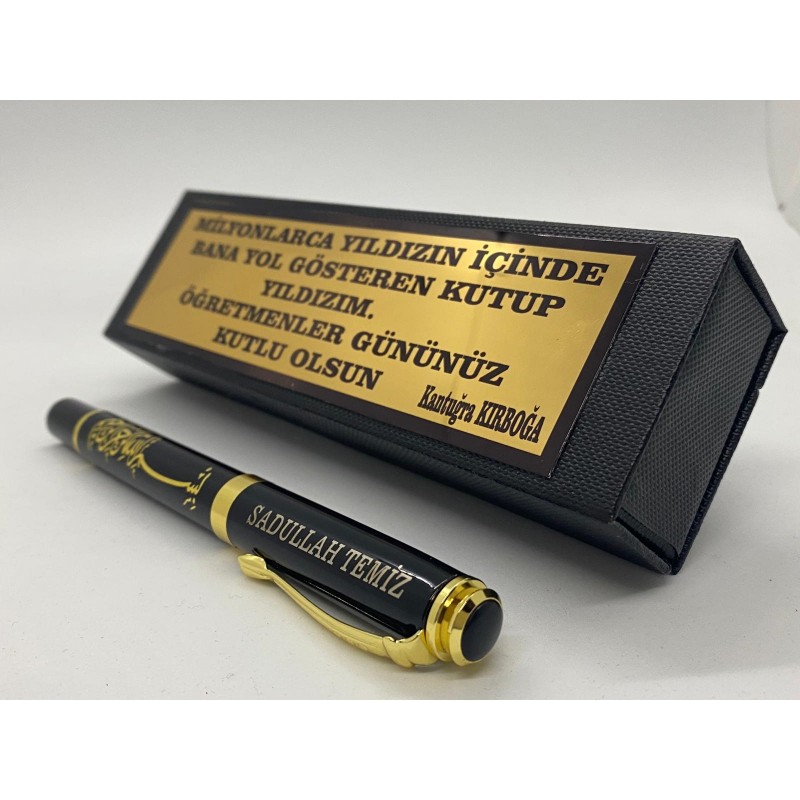 MİLYONLARCA YILDIZIN İÇİNDE
BANA YOL GÖSTEREN KUTUP
YILDIZIM.
ÖĞRETMENLER GÜNÜNÜZ
KUTLU OLSUN
Kantuğra KIRBOĞA
SADULLAH TEMİZ